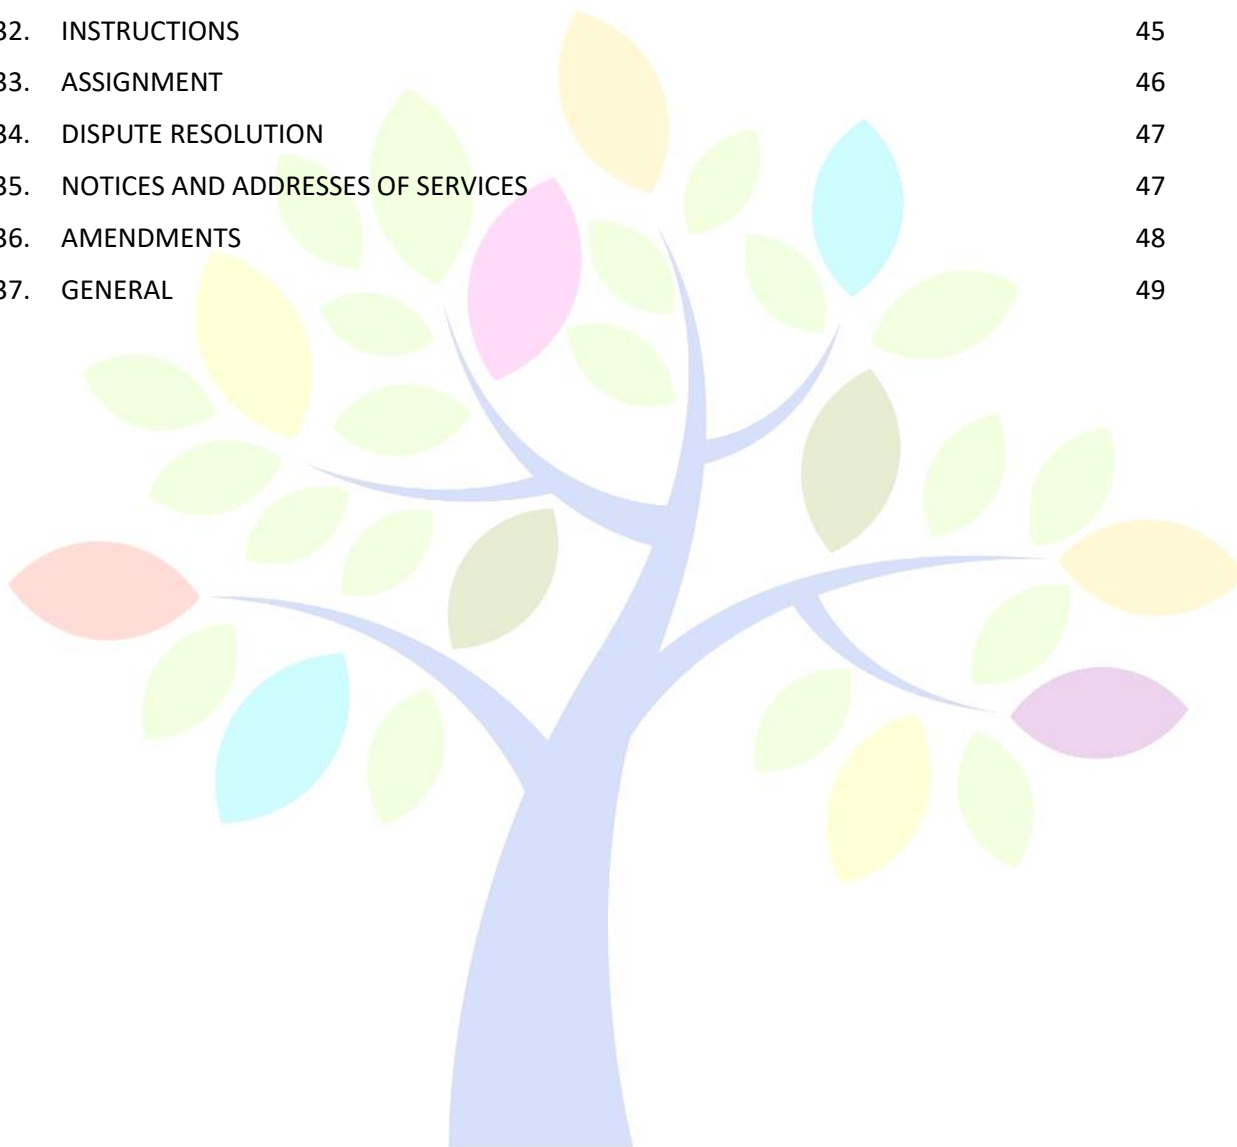 32. INSTRUCTIONS 45
33. ASSIGNMENT 46
34. DISPUTE RESOLUTION 47
35. NOTICES AND ADDRESSES OF SERVICES 47
36. AMENDMENTS 48
37. GENERAL 49